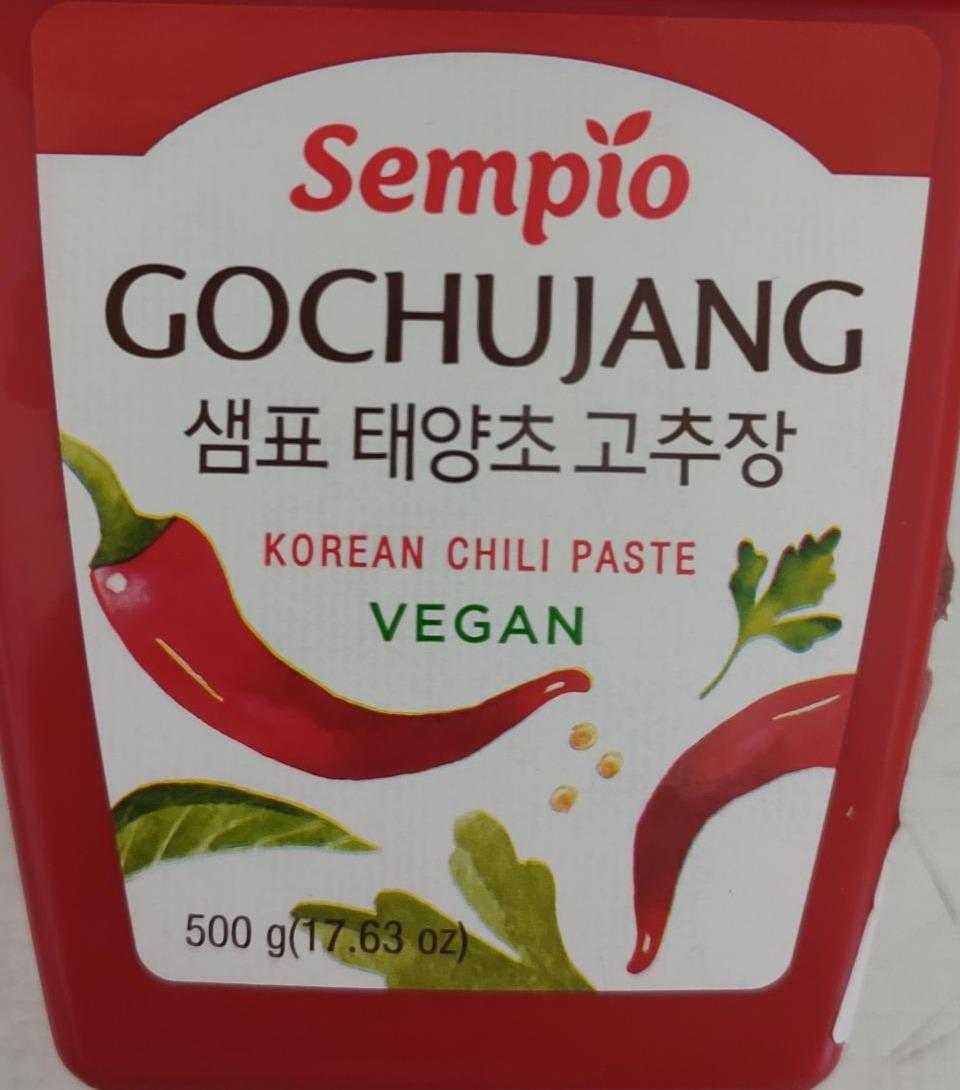 Sempio
GOCHUJANG
샘표 태양초 고추장
KOREAN CHILI PASTE
VEGAN
500 g(17.63 oz)